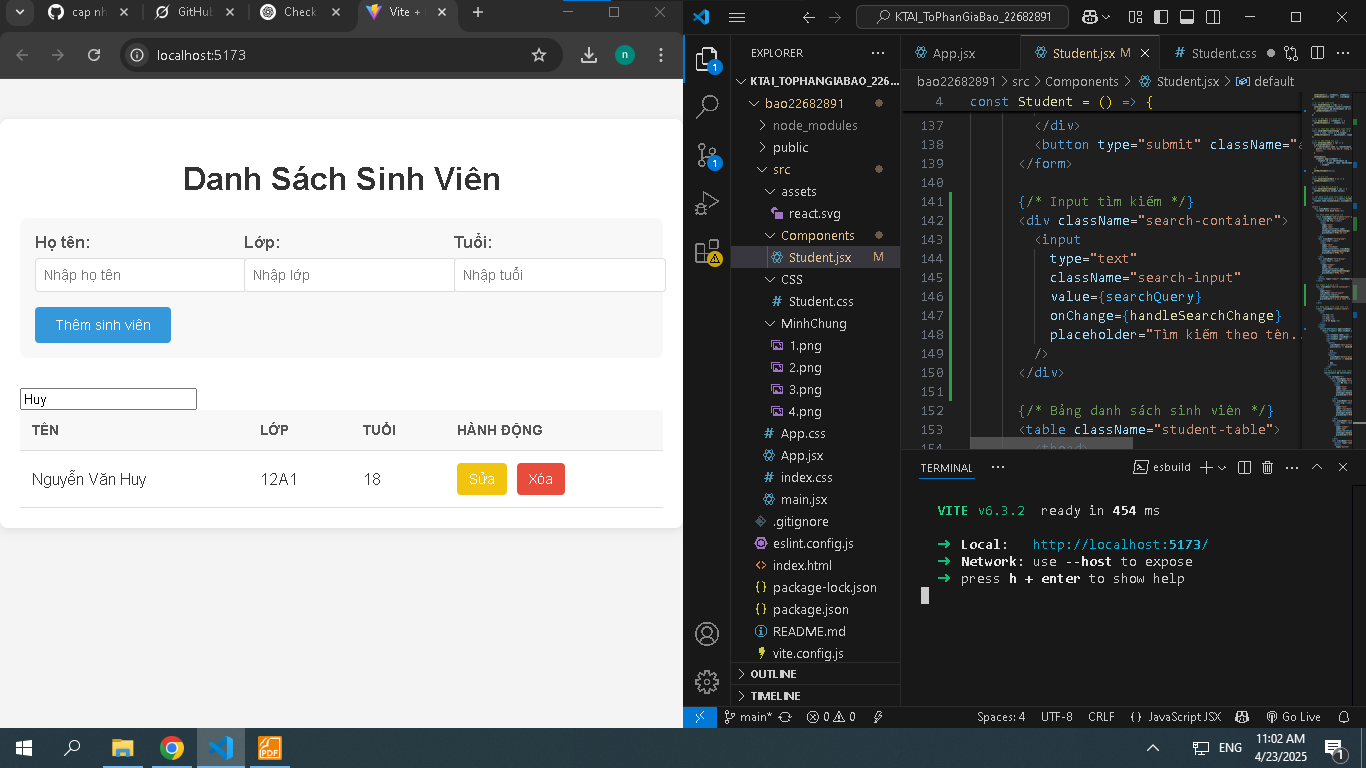 cap nh
GitHub
Check
Vite +
localhost:5173
n
Danh Sách Sinh Viên
Họ tên:
Lớp:
Tuổi:
Nhập họ tên
Nhập lớp
Nhập tuổi
Thêm sinh viên
Huy
TÊN LỚP TUỔI HÀNH ĐỘNG
Nguyễn Văn Huy 12A1 18 Sửa Xóa
KTAI_ToPhanGiaBao_22682891
EXPLORER
KTAI_TOPHANGIABAO_226...
bao22682891
node_modules
public
src
assets
react.svg
Components
Student.jsx M
CSS
Student.css
MinhChung
1.png
2.png
3.png
4.png
App.css
App.jsx
index.css
main.jsx
.gitignore
eslint.config.js
index.html
package-lock.json
package.json
README.md
vite.config.js
OUTLINE
TIMELINE
1
1
App.jsx
Student.jsx M
Student.css
bao22682891 > src > Components > Student.jsx > default
4 const Student = () => {
137 </div>
138 <button type="submit" className="a
139 </form>
140
141 {/* Input tìm kiếm */}
142 <div className="search-container">
143 <input
144 type="text"
145 className="search-input"
146 value={searchQuery}
147 onChange={handleSearchChange}
148 placeholder="Tìm kiếm theo tên..
149 />
150 </div>
151
152 {/* Bảng danh sách sinh viên */}
153 <table className="student-table">
154 <thead>
TERMINAL
esbuild
VITE v6.3.2 ready in 454 ms
➜ Local: http://localhost:5173/
➜ Network: use --host to expose
➜ press h + enter to show help
main*
0 0
Spaces: 4
UTF-8
CRLF
{} JavaScript JSX
Go Live
PDF
ENG
11:02 AM
4/23/2025
1